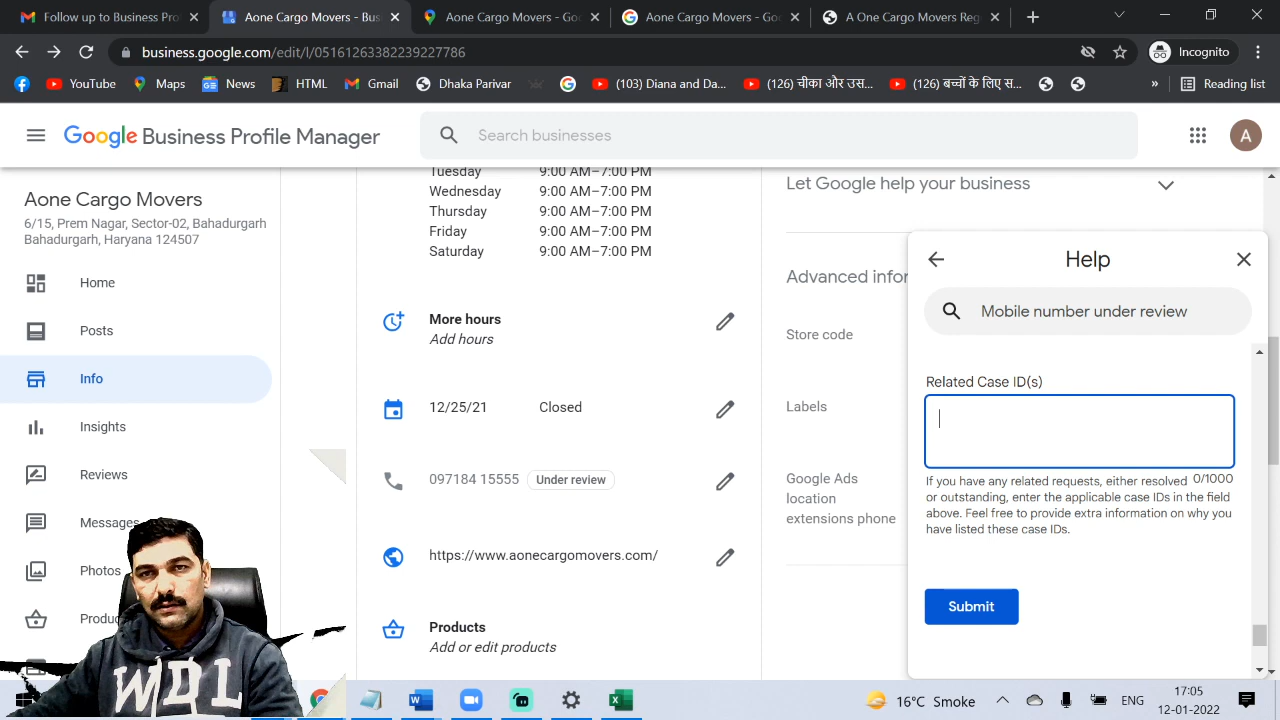 Follow up to Business Pro
Aone Cargo Movers - Bus
Aone Cargo Movers - Goo
Aone Cargo Movers - Goo
A One Cargo Movers Reg
business.google.com/edit/l/05161263382239227786
Incognito
YouTube
Maps
News
HTML
Gmail
Dhaka Parivar
(103) Diana and Da...
(126) चीका और उस...
(126) बच्चों के लिए स...
»
Reading list
Google Business Profile Manager
Search businesses
A
Aone Cargo Movers
6/15, Prem Nagar, Sector-02, Bahadurgarh
Bahadurgarh, Haryana 124507
Home
Posts
Info
Insights
Reviews
Messages
Photos
Produ
Tuesday 9:00 AM–7:00 PM
Wednesday 9:00 AM–7:00 PM
Thursday 9:00 AM–7:00 PM
Friday 9:00 AM–7:00 PM
Saturday 9:00 AM–7:00 PM
More hours
Add hours
12/25/21 Closed
097184 15555 Under review
https://www.aonecargomovers.com/
Products
Add or edit products
Let Google help your business
Advanced infor
Store code
Labels
Google Ads
location
extensions phone
Help
Mobile number under review
Related Case ID(s)
If you have any related requests, either resolved 0/1000
or outstanding, enter the applicable case IDs in the field
above. Feel free to provide extra information on why you
have listed these case IDs.
Submit
WDL
16°C Smoke
ENG
17:05
12-01-2022